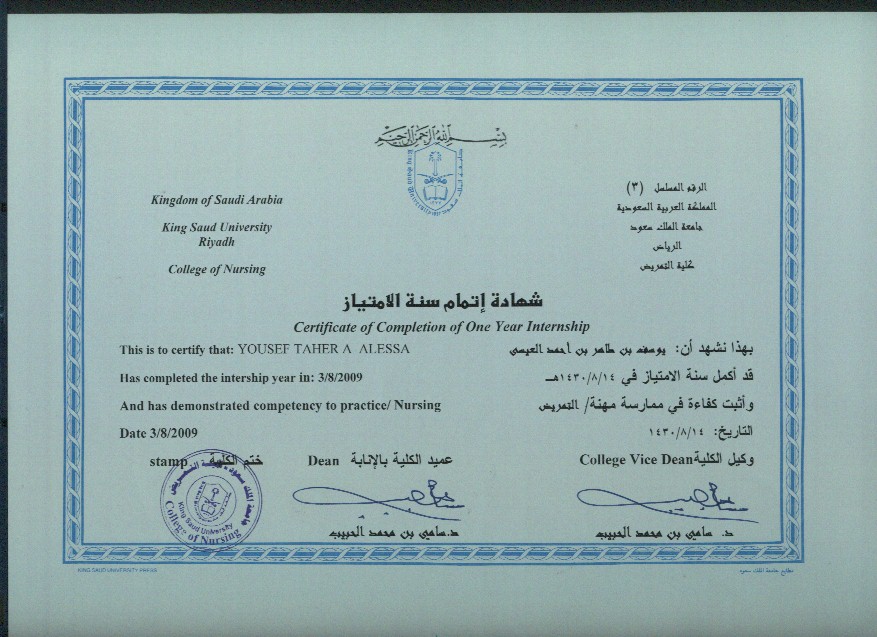 بسم الله الرحمن الرحيم
Kingdom of Saudi Arabia
King Saud University
Riyadh
College of Nursing
الرقم المسلسل (٣)
المملكة العربية السعودية
جامعة الملك سعود
الرياض
كلية التمريض
شهادة إتمام سنة الامتياز
Certificate of Completion of One Year Internship
This is to certify that: YOUSEF TAHER A ALESSA
بهذا نشهد أن: يوسف بن طاهر بن أحمد العيسى
Has completed the intership year in: 3/8/2009
قد أكمل سنة الامتياز في ١٤٣٠/٨/١٤هـ
And has demonstrated competency to practice/ Nursing
و أثبت كفاءة في ممارسة مهنة/ التمريض
Date 3/8/2009
التاريخ: ١٤٣٠/٨/١٤
stamp ختم الكلية
Dean عميد الكلية بالإنابة
College Vice Dean وكيل الكلية
King Saud University
College of Nursing
د.سامي بن محمد الحبيب
د. سامي بن محمد الحبيب
KING SAUD UNIVERSITY PRESS
مطابع جامعة الملك سعود